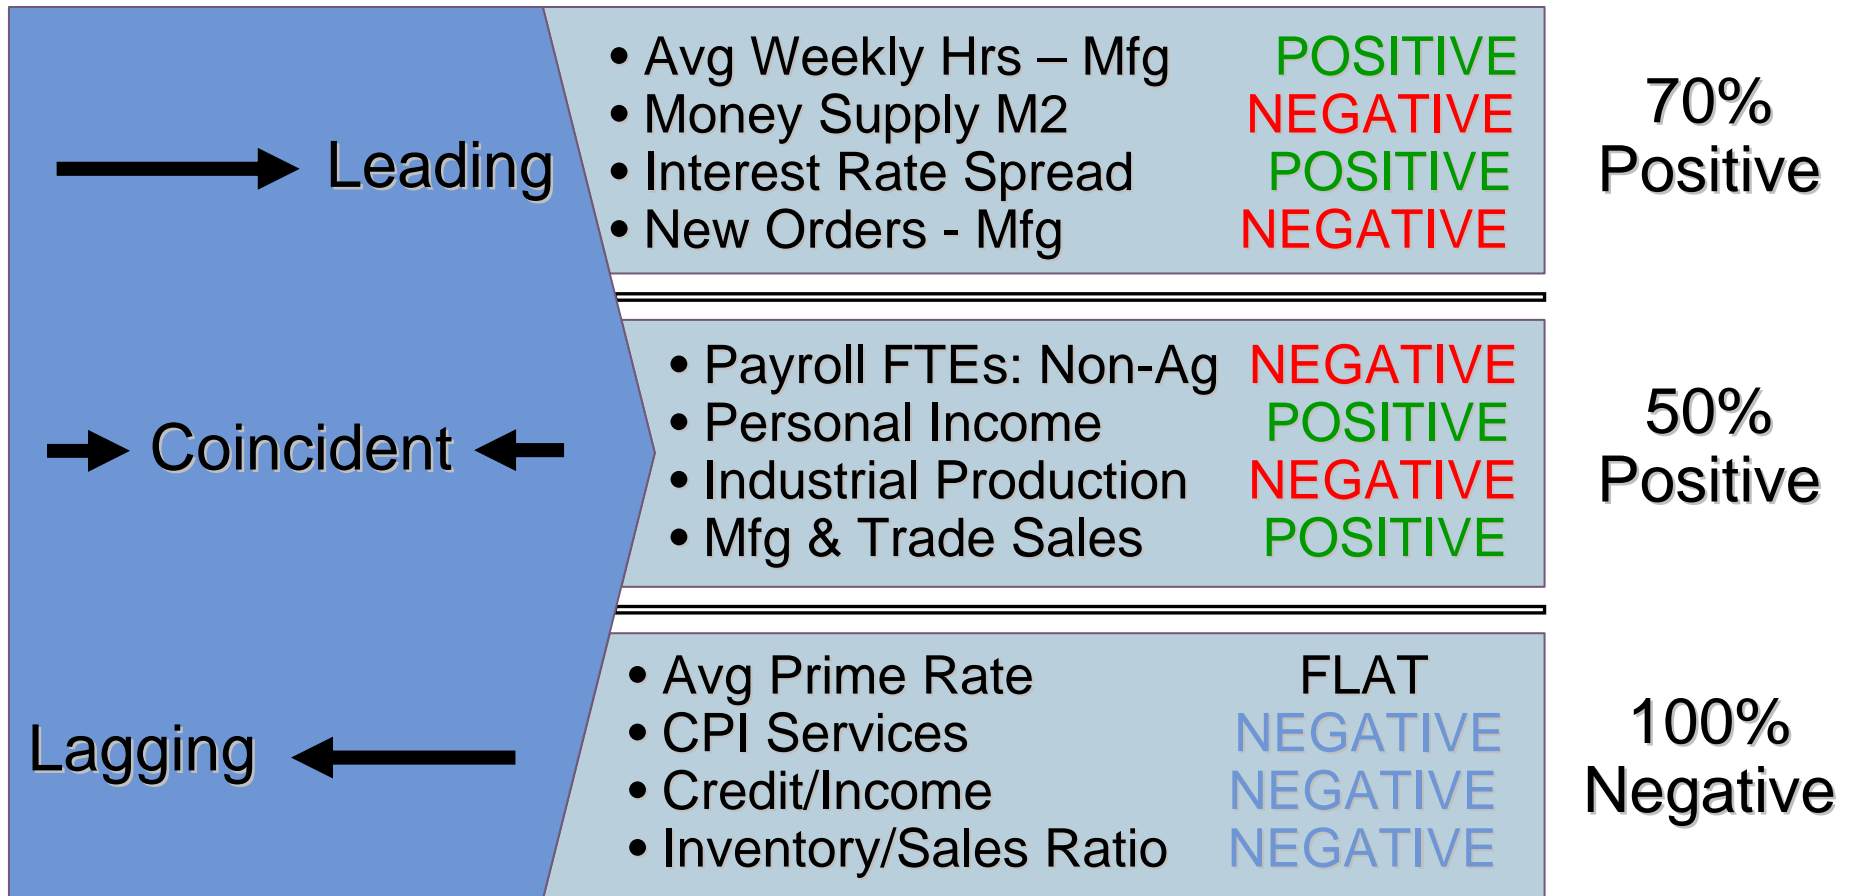 Leading
• Avg Weekly Hrs – Mfg POSITIVE
• Money Supply M2 NEGATIVE
• Interest Rate Spread POSITIVE
• New Orders - Mfg NEGATIVE
70%
Positive
Coincident
• Payroll FTEs: Non-Ag NEGATIVE
• Personal Income POSITIVE
• Industrial Production NEGATIVE
• Mfg & Trade Sales POSITIVE
50%
Positive
Lagging
• Avg Prime Rate FLAT
• CPI Services NEGATIVE
• Credit/Income NEGATIVE
• Inventory/Sales Ratio NEGATIVE
100%
Negative